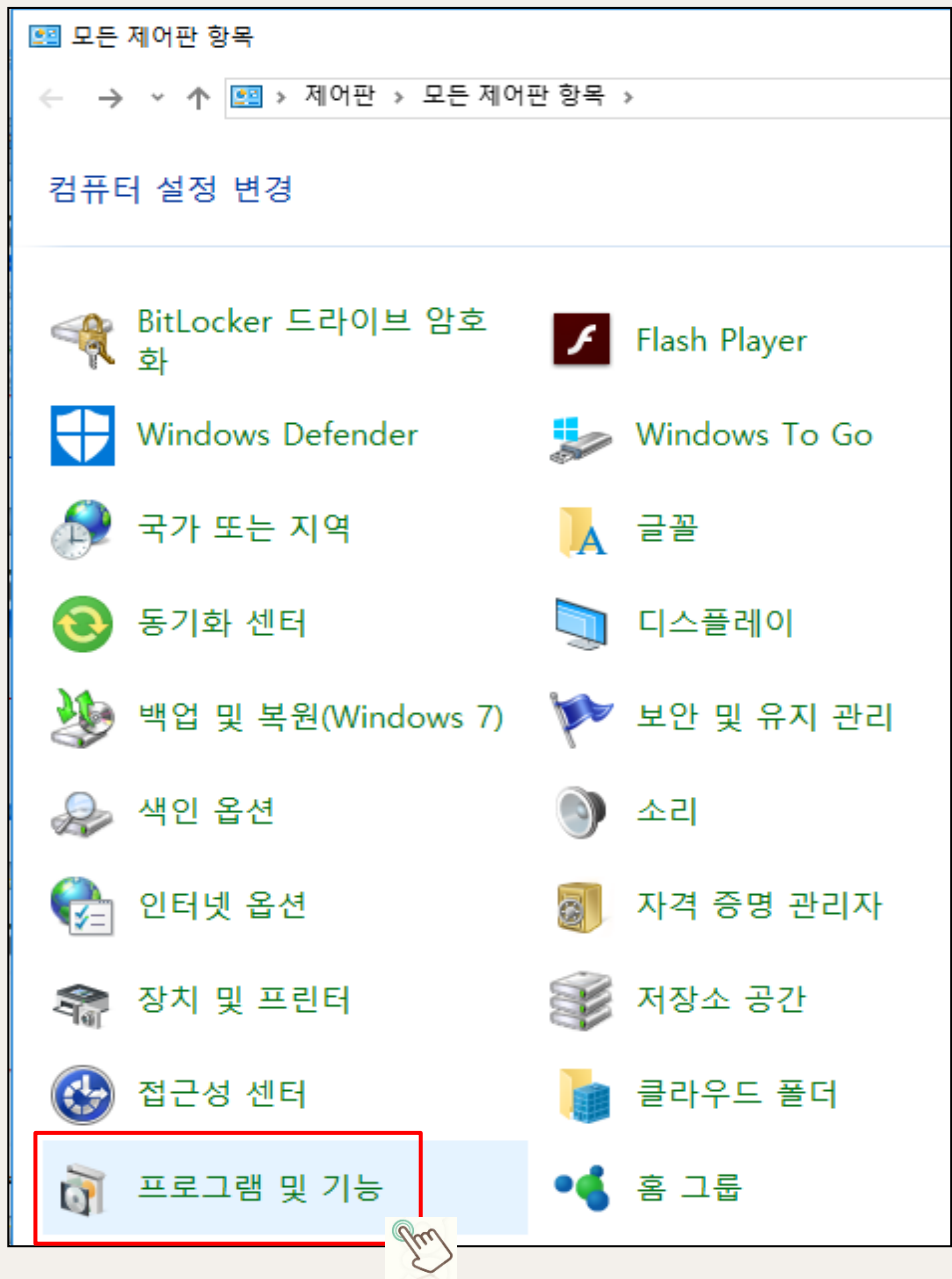 모든 제어판 항목
제어판 › 모든 제어판 항목 ›
컴퓨터 설정 변경
BitLocker 드라이브 암호
화
Flash Player
Windows Defender
Windows To Go
국가 또는 지역
글꼴
동기화 센터
디스플레이
백업 및 복원(Windows 7)
보안 및 유지 관리
색인 옵션
소리
인터넷 옵션
자격 증명 관리자
장치 및 프린터
저장소 공간
접근성 센터
클라우드 폴더
프로그램 및 기능
홈 그룹